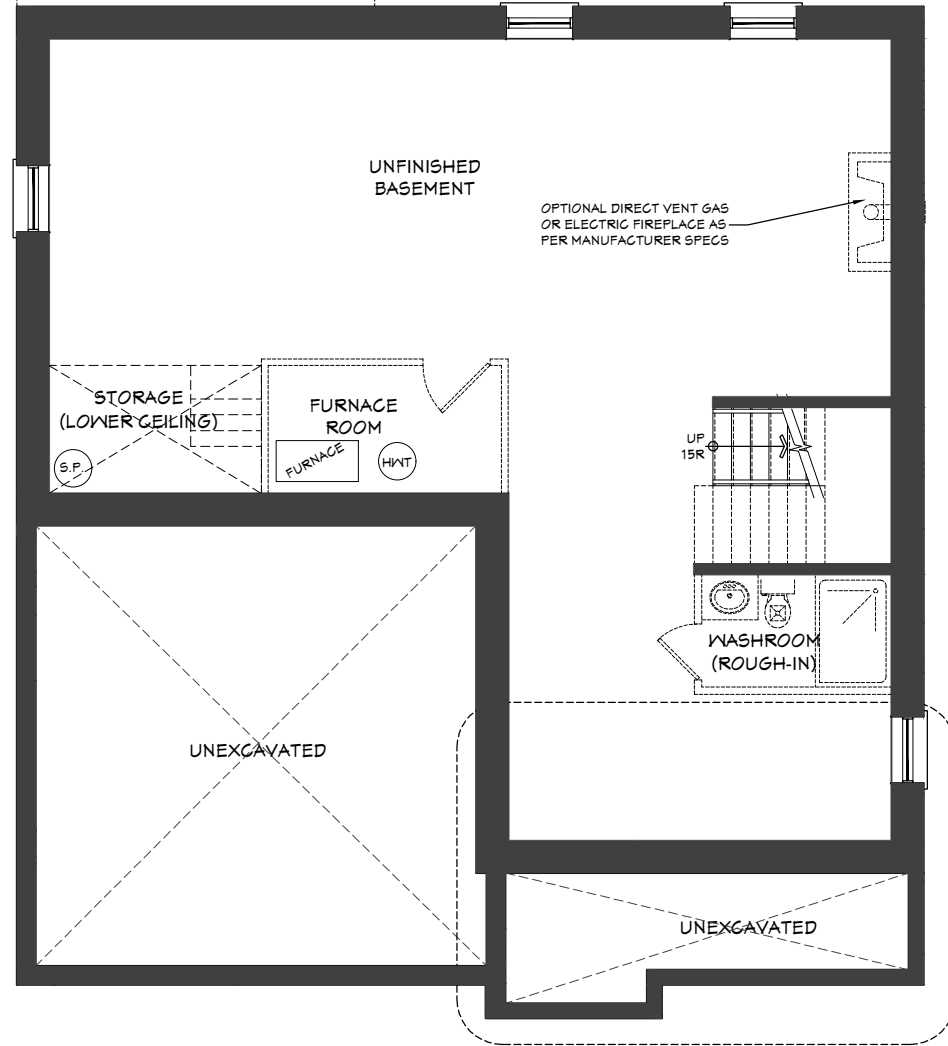 UNFINISHED
BASEMENT
OPTIONAL DIRECT VENT GAS
OR ELECTRIC FIREPLACE AS
PER MANUFACTURER SPECS
STORAGE
(LOWER CEILING)
S.P.
FURNACE
ROOM
FURNACE
HWT
UP
15R
WASHROOM
(ROUGH-IN)
UNEXCAVATED
UNEXCAVATED